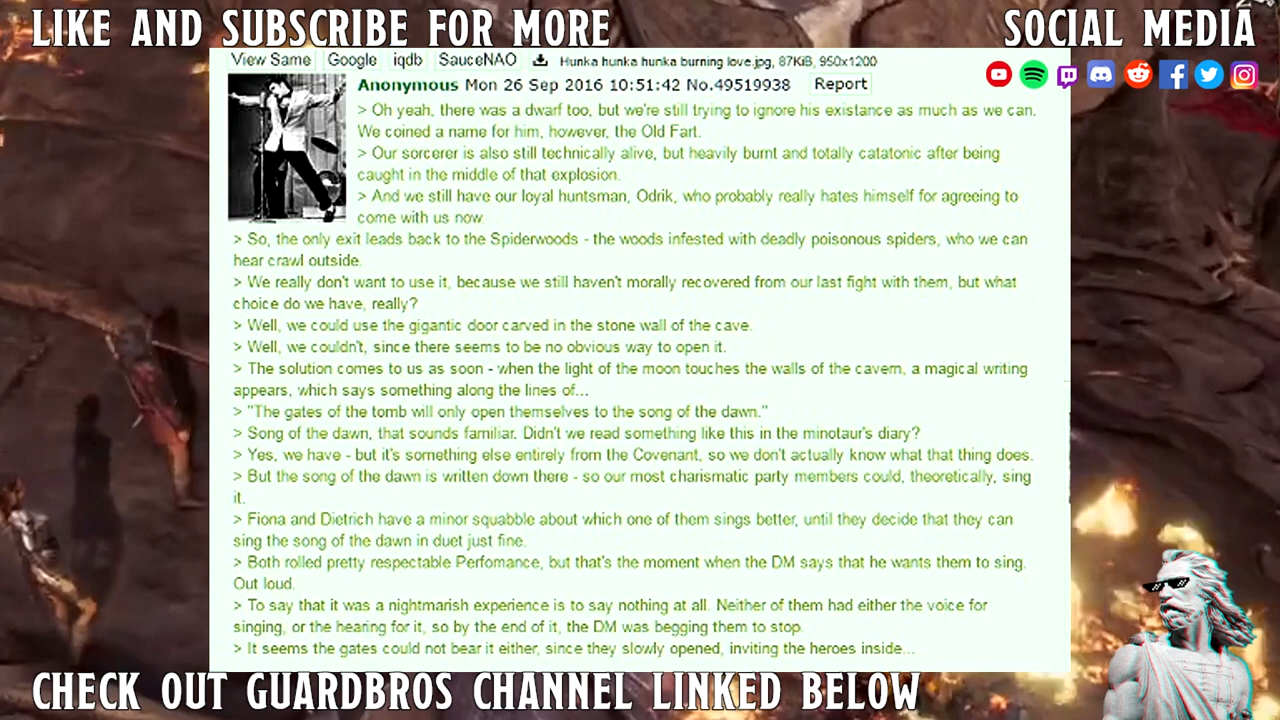 LIKE AND SUBSCRIBE FOR MORE
SOCIAL MEDIA
View Same Google iqdb SauceNAO Hunka hunka hunka burning love.jpg, 87KiB, 950x1200
Anonymous Mon 26 Sep 2016 10:51:42 No.49519938 Report
> Oh yeah, there was a dwarf too, but we're still trying to ignore his existance as much as we can.
We coined a name for him, however, the Old Fart.
> Our sorcerer is also still technically alive, but heavily burnt and totally catatonic after being
caught in the middle of that explosion.
> And we still have our loyal huntsman, Odrik, who probably really hates himself for agreeing to
come with us now.
> So, the only exit leads back to the Spiderwoods - the woods infested with deadly poisonous spiders, who we can
hear crawl outside.
> We really don't want to use it, because we still haven't morally recovered from our last fight with them, but what
choice do we have, really?
> Well, we could use the gigantic door carved in the stone wall of the cave.
> Well, we couldn't, since there seems to be no obvious way to open it.
> The solution comes to us as soon - when the light of the moon touches the walls of the cavern, a magical writing
appears, which says something along the lines of...
> "The gates of the tomb will only open themselves to the song of the dawn."
> Song of the dawn, that sounds familiar. Didn't we read something like this in the minotaur's diary?
> Yes, we have - but it's something else entirely from the Covenant, so we don't actually know what that thing does.
> But the song of the dawn is written down there - so our most charismatic party members could, theoretically, sing
it.
> Fiona and Dietrich have a minor squabble about which one of them sings better, until they decide that they can
sing the song of the dawn in duet just fine.
> Both rolled pretty respectable Perfomance, but that's the moment when the DM says that he wants them to sing.
Out loud.
> To say that it was a nightmarish experience is to say nothing at all. Neither of them had either the voice for
singing, or the hearing for it, so by the end of it, the DM was begging them to stop.
> It seems the gates could not bear it either, since they slowly opened, inviting the heroes inside...
CHECK OUT GUARDBROS CHANNEL LINKED BELOW